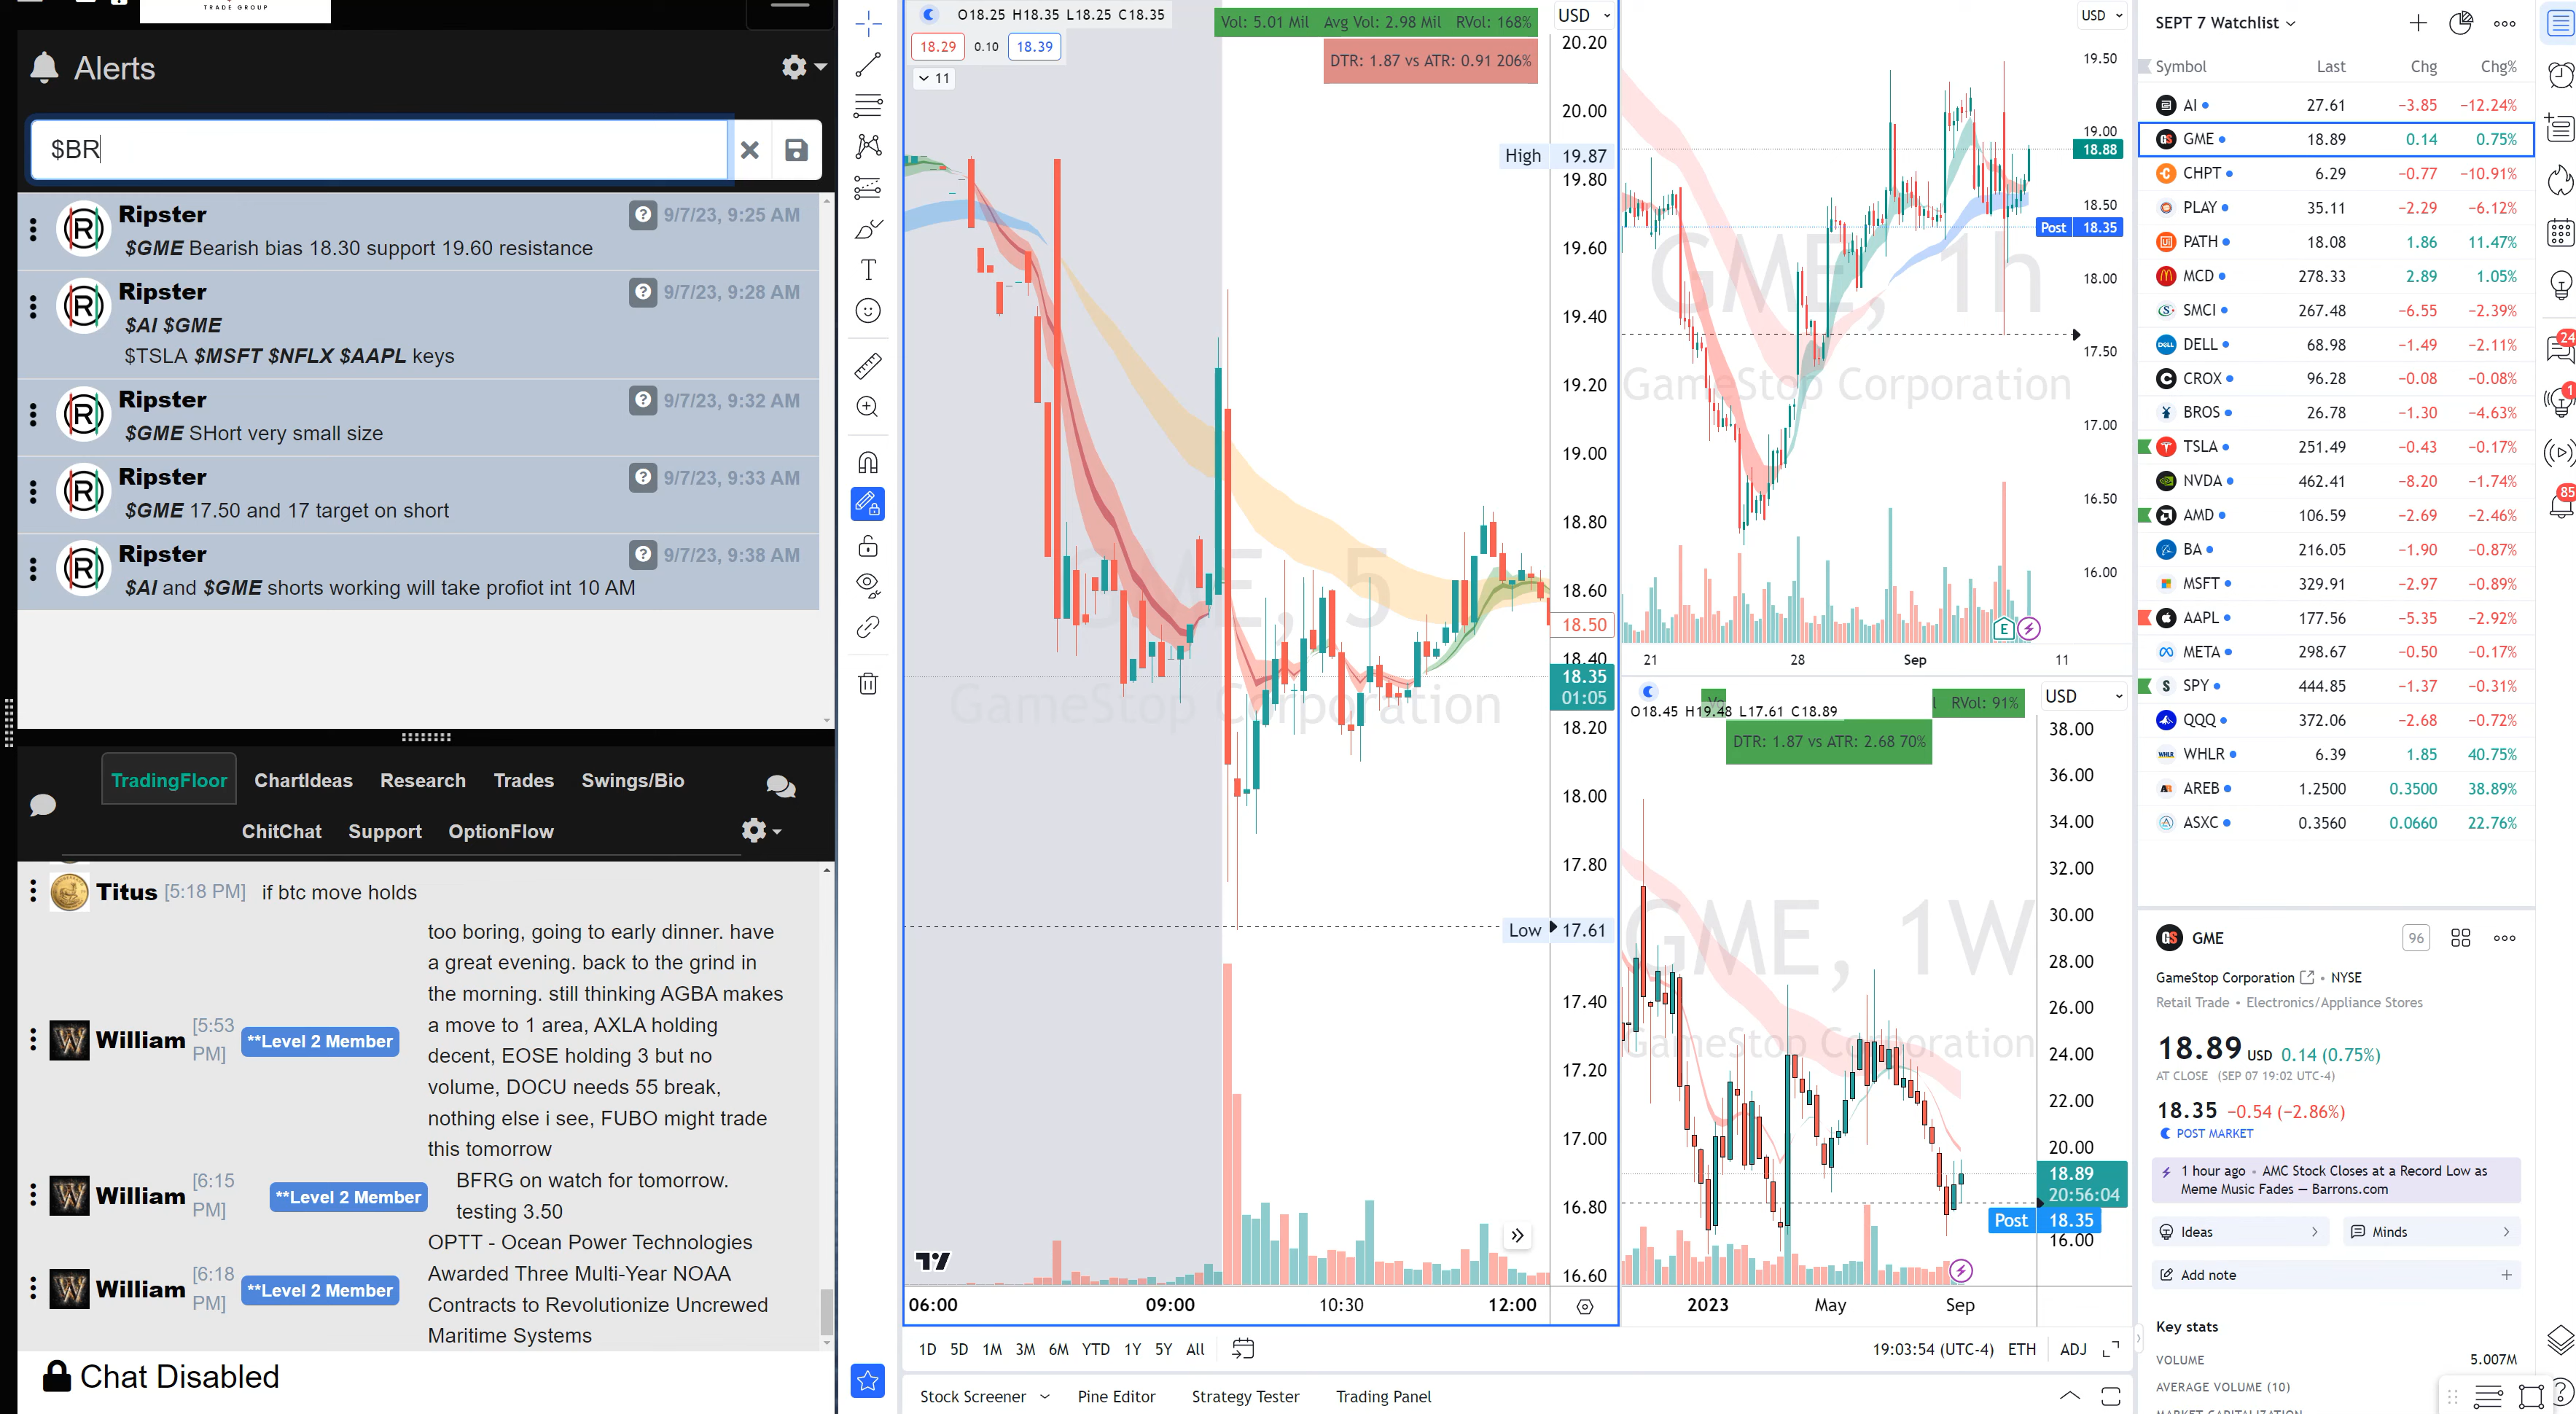 TRADE GROUP
Alerts
$BR
Ripster
9/7/23, 9:25 AM
$GME Bearish bias 18.30 support 19.60 resistance
Ripster
9/7/23, 9:28 AM
$AI $GME
$TSLA $MSFT $NFLX $AAPL keys
Ripster
9/7/23, 9:32 AM
$GME SHort very small size
Ripster
9/7/23, 9:33 AM
$GME 17.50 and 17 target on short
Ripster
9/7/23, 9:38 AM
$AI and $GME shorts working will take profiot int 10 AM
TradingFloor ChartIdeas Research Trades Swings/Bio
ChitChat Support OptionFlow
Titus [5:18 PM] if btc move holds
William [5:53 PM] **Level 2 Member
too boring, going to early dinner. have
a great evening. back to the grind in
the morning. still thinking AGBA makes
a move to 1 area, AXLA holding
decent, EOSE holding 3 but no
volume, DOCU needs 55 break,
nothing else i see, FUBO might trade
this tomorrow
William [6:15 PM] **Level 2 Member
BFRG on watch for tomorrow.
testing 3.50
William [6:18 PM] **Level 2 Member
OPTT - Ocean Power Technologies
Awarded Three Multi-Year NOAA
Contracts to Revolutionize Uncrewed
Maritime Systems
Chat Disabled
O18.25 H18.35 L18.25 C18.35
18.29 0.10 18.39
11
Vol: 5.01 Mil Avg Vol: 2.98 Mil RVol: 168%
DTR: 1.87 vs ATR: 0.91 206%
USD
20.20
20.00
High 19.87
19.80
19.60
19.40
19.20
19.00
18.80
18.60
18.50
18.40
18.35
01:05
18.20
18.00
17.80
Low 17.61
17.40
17.20
17.00
16.80
16.60
GME, 5
GameStop Corporation
06:00 09:00 10:30 12:00
USD
19.50
19.00
18.88
18.50
Post 18.35
18.00
17.50
17.00
16.50
16.00
GME, 1h
GameStop Corporation
E
21 28 Sep 11
O18.45 H19.48 L17.61 C18.89
RVol: 91%
DTR: 1.87 vs ATR: 2.68 70%
USD
38.00
36.00
34.00
32.00
30.00
28.00
26.00
24.00
22.00
20.00
18.89
20:56:04
Post 18.35
16.00
GME, 1W
GameStop Corporation
2023 May Sep
1D 5D 1M 3M 6M YTD 1Y 5Y All
19:03:54 (UTC-4) ETH ADJ
Stock Screener Pine Editor Strategy Tester Trading Panel
SEPT 7 Watchlist
Symbol Last Chg Chg%
AI 27.61 −3.85 −12.24%
GME 18.89 0.14 0.75%
CHPT 6.29 −0.77 −10.91%
PLAY 35.11 −2.29 −6.12%
PATH 18.08 1.86 11.47%
MCD 278.33 2.89 1.05%
SMCI 267.48 −6.55 −2.39%
DELL 68.98 −1.49 −2.11%
CROX 96.28 −0.08 −0.08%
BROS 26.78 −1.30 −4.63%
TSLA 251.49 −0.43 −0.17%
NVDA 462.41 −8.20 −1.74%
AMD 106.59 −2.69 −2.46%
BA 216.05 −1.90 −0.87%
MSFT 329.91 −2.97 −0.89%
AAPL 177.56 −5.35 −2.92%
META 298.67 −0.50 −0.17%
SPY 444.85 −1.37 −0.31%
QQQ 372.06 −2.68 −0.72%
WHLR 6.39 1.85 40.75%
AREB 1.2500 0.3500 38.89%
ASXC 0.3560 0.0660 22.76%
GME
96
GameStop Corporation • NYSE
Retail Trade • Electronics/Appliance Stores
18.89 USD 0.14 (0.75%)
AT CLOSE (SEP 07 19:02 UTC-4)
18.35 −0.54 (−2.86%)
POST MARKET
1 hour ago • AMC Stock Closes at a Record Low as
Meme Music Fades — Barrons.com
Ideas
Minds
Add note
Key stats
VOLUME 5.007M
AVERAGE VOLUME (10)
24
1
85